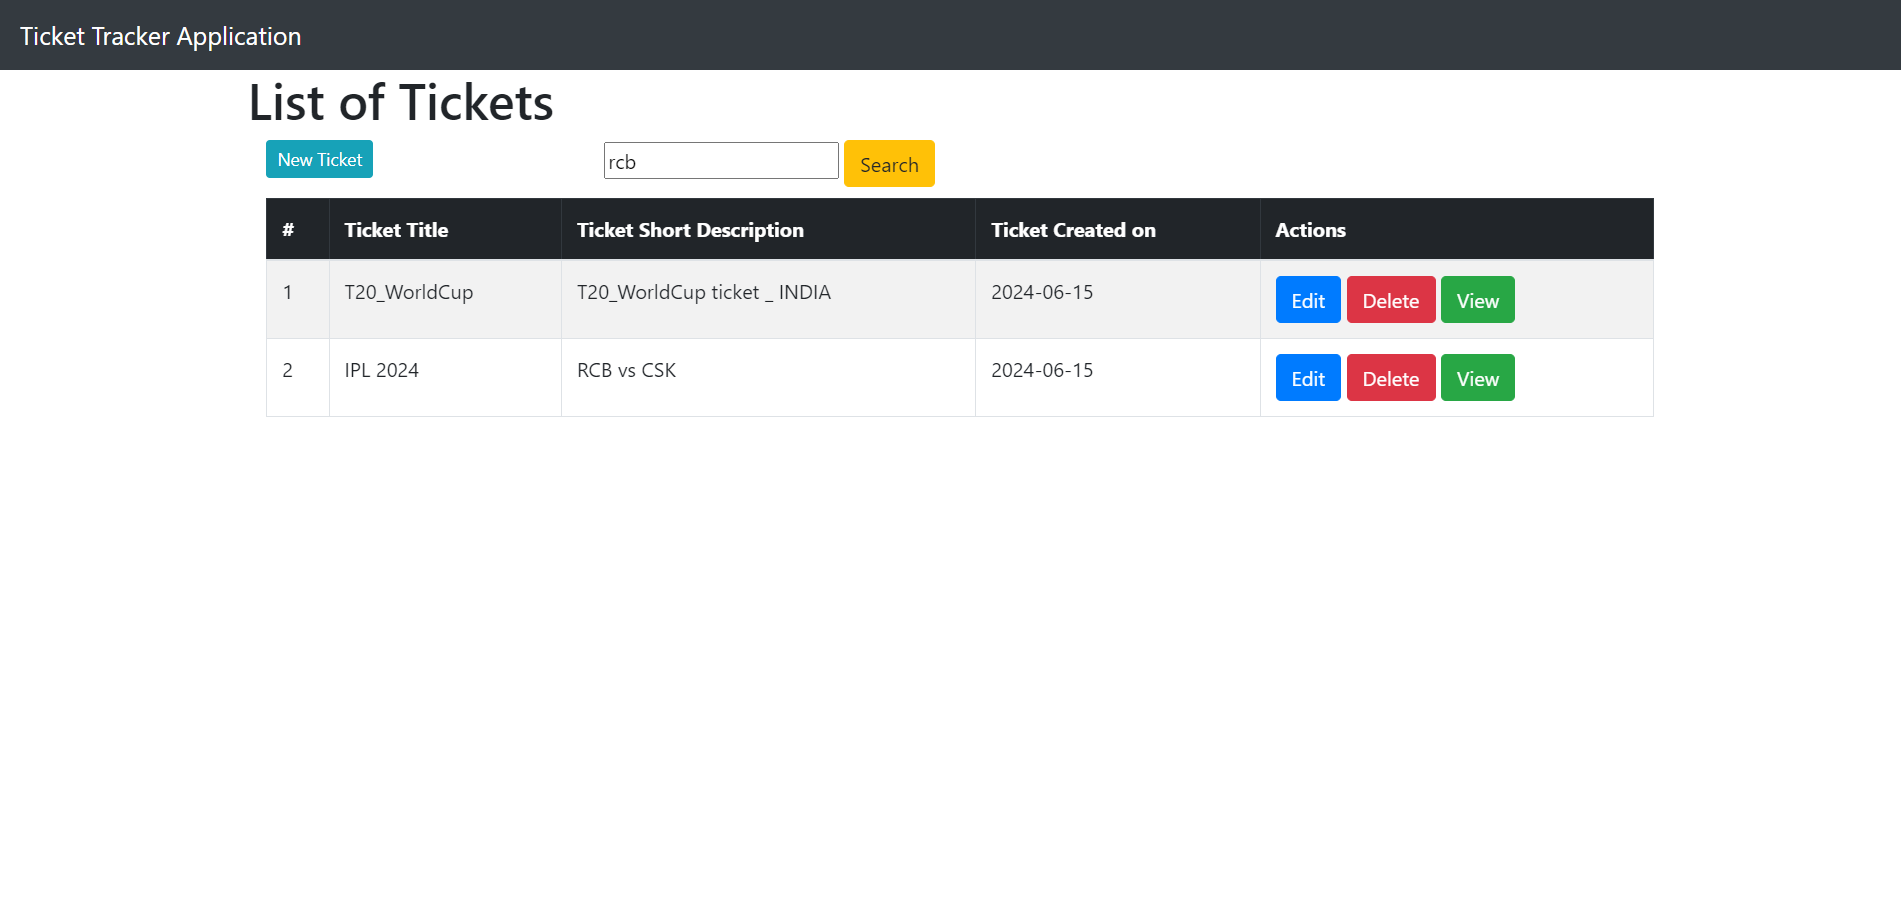 Ticket Tracker Application
List of Tickets
New Ticket rcb Search
# Ticket Title Ticket Short Description Ticket Created on Actions
1 T20_WorldCup T20_WorldCup ticket _ INDIA 2024-06-15 Edit Delete View
2 IPL 2024 RCB vs CSK 2024-06-15 Edit Delete View